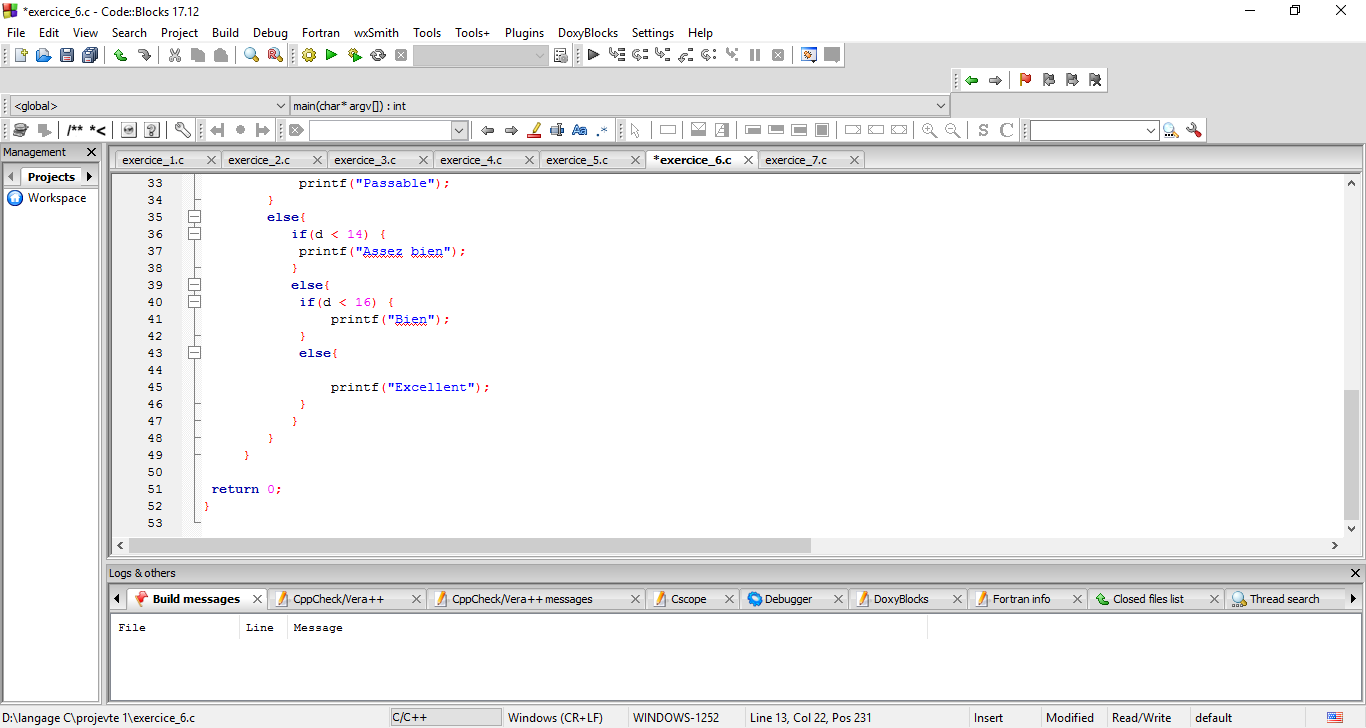 *exercice_6.c - Code::Blocks 17.12
File Edit View Search Project Build Debug Fortran wxSmith Tools Tools+ Plugins DoxyBlocks Settings Help
<global> main(char* argv[]) : int
/** *< S C
Management
Projects
Workspace
exercice_1.c exercice_2.c exercice_3.c exercice_4.c exercice_5.c *exercice_6.c exercice_7.c
33 printf("Passable");
34 }
35 else{
36 if(d < 14) {
37 printf("Assez bien");
38 }
39 else{
40 if(d < 16) {
41 printf("Bien");
42 }
43 else{
44
45 printf("Excellent");
46 }
47 }
48 }
49 }
50
51 return 0;
52 }
53
Logs & others
Build messages CppCheck/Vera++ CppCheck/Vera++ messages Cscope Debugger DoxyBlocks Fortran info Closed files list Thread search
File Line Message
D:\langage C\projevte 1\exercice_6.c C/C++ Windows (CR+LF) WINDOWS-1252 Line 13, Col 22, Pos 231 Insert Modified Read/Write default